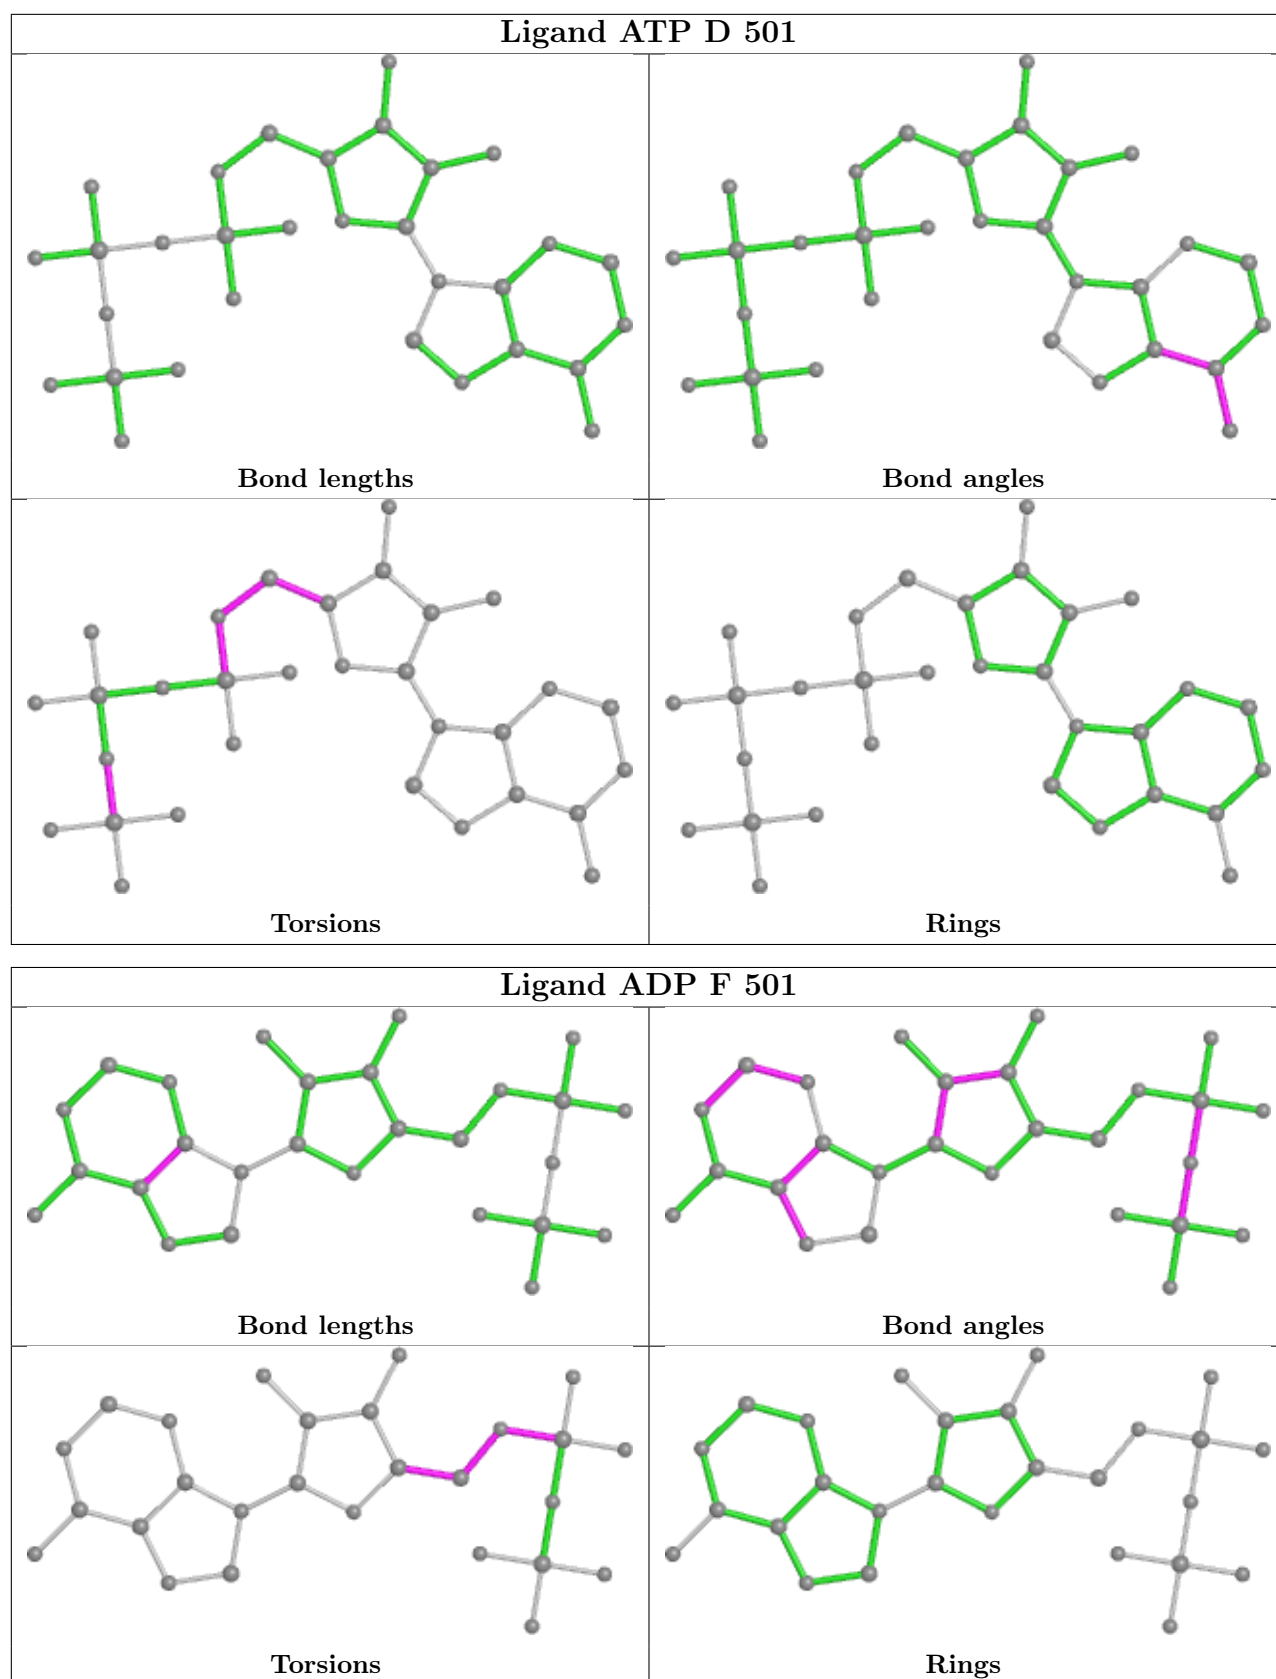 Ligand ATP D 501
Bond lengths
Bond angles
Torsions
Rings
Ligand ADP F 501
Bond lengths
Bond angles
Torsions
Rings